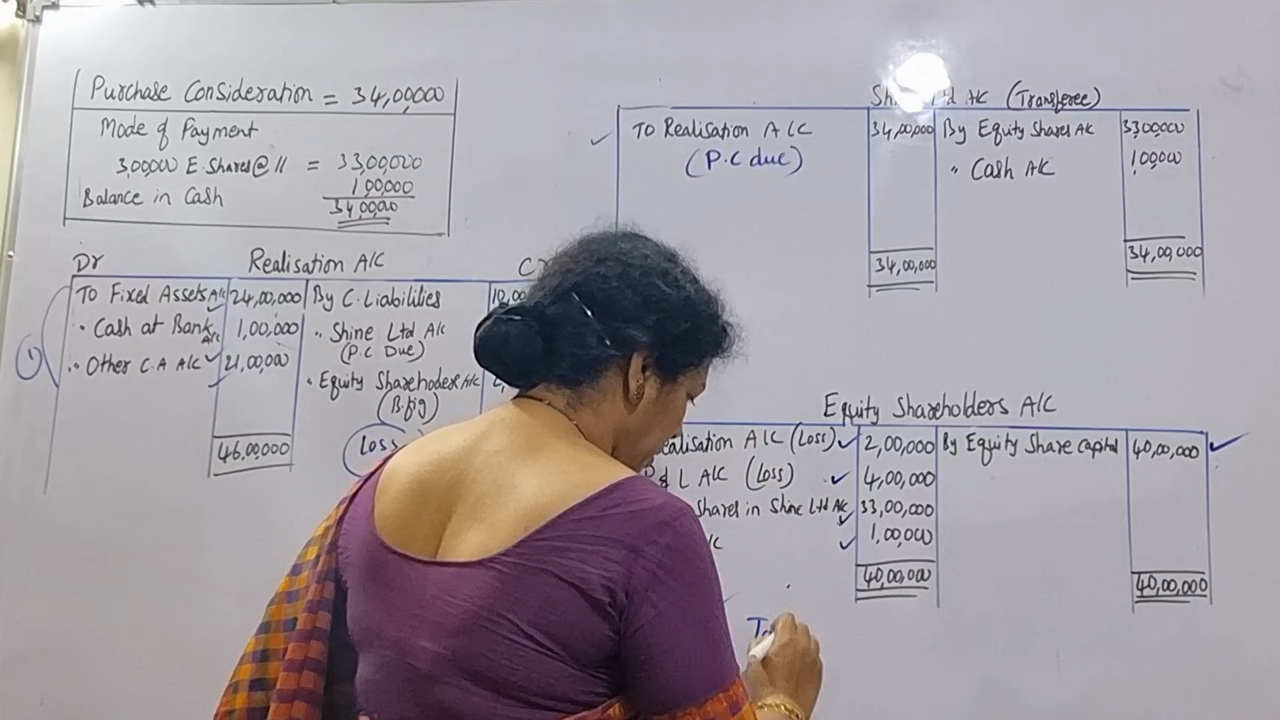 Purchase Consideration = 34,00,000
Mode of Payment
3,00,000 E.Shares@11 = 33,00,000
Balance in Cash 1,00,000
34,00,000
Sh Ltd A/C (Transferee)
To Realisation A/C 34,00,000 By Equity Shares A/c 33,00,000
(P.C due) " Cash A/c 1,00,000
34,00,000 34,00,000
Dr Realisation A/C
To Fixed Assets A/c 24,00,000 By C.Liabilities
" Cash at Bank A/c 1,00,000 " Shine Ltd A/c
(P.C Due)
" Other C.A A/C 21,00,000 " Equity Shareholders A/c
(B.fig)
46,00,000 Loss
1
Equity Shareholders A/C
Realisation A/C (Loss) 2,00,000 By Equity Share capital 40,00,000
P & L A/C (Loss) 4,00,000
Shares in Shine Ltd A/c 33,00,000
1,00,000
40,00,000 40,00,000